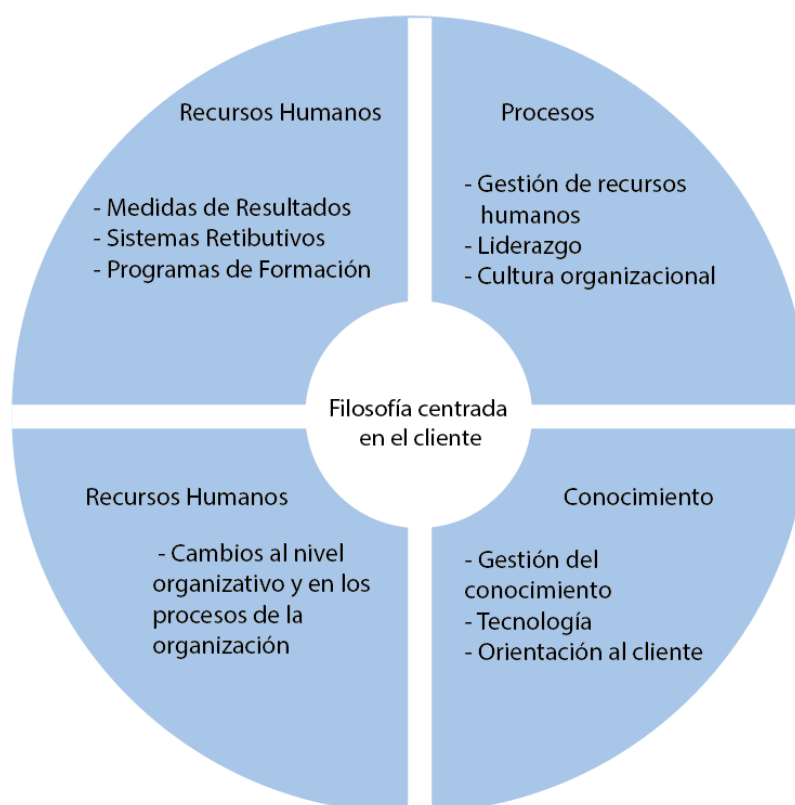 Recursos Humanos
- Medidas de Resultados
- Sistemas Retibutivos
- Programas de Formación
Procesos
- Gestión de recursos
humanos
- Liderazgo
- Cultura organizacional
Filosofía centrada
en el cliente
Recursos Humanos
- Cambios al nivel
organizativo y en los
procesos de la
organización
Conocimiento
- Gestión del
conocimiento
- Tecnología
- Orientación al cliente